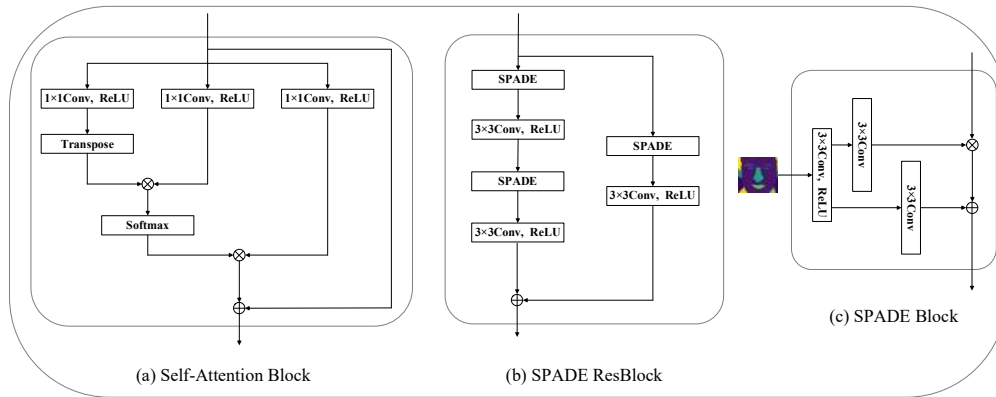 1×1Conv, ReLU
1×1Conv, ReLU
1×1Conv, ReLU
Transpose
Softmax
(a) Self-Attention Block
SPADE
3×3Conv, ReLU
SPADE
3×3Conv, ReLU
SPADE
3×3Conv, ReLU
(b) SPADE ResBlock
3×3Conv, ReLU
3×3Conv
3×3Conv
(c) SPADE Block